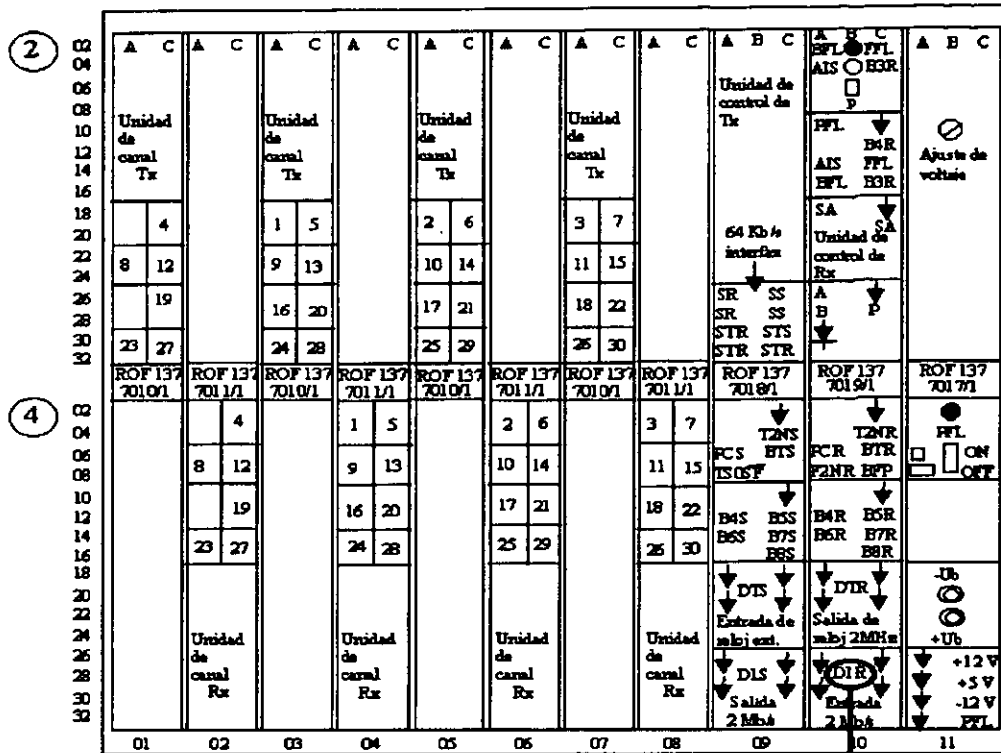 2
02 04 06 08 10 12 14 16 18 20 22 24 26 28 30 32
A C
Unidad
de
canal
Tx
4
8 12
19
23 27
ROF 137
7010/1
ROF 137
7011/1
A C
Unidad
de
canal
Tx
1 5
9 13
16 20
24 28
ROF 137
7010/1
ROF 137
7011/1
A C
Unidad
de
canal
Tx
2 6
10 14
17 21
25 29
ROF 137
7010/1
ROF 137
7011/1
A C
Unidad
de
canal
Tx
3 7
11 15
18 22
26 30
ROF 137
7010/1
ROF 137
7011/1
A B C
Unidad de
control de
Tx
64 Kb/s
interfax
SR SS
SR SS
STR STS
STR STR
ROF 137
7018/1
A B C
BFL FFL
AIS B3R
P
PFL
B4R
AIS FFL
BFL B3R
SA
SA
Unidad de
control de
Rx
A
B P
ROF 137
7019/1
A B C
Ajuste de
voltaje
ROF 137
7017/1
4
02 04 06 08 10 12 14 16 18 20 22 24 26 28 30 32
4
8 12
19
23 27
Unidad
de
canal
Rx
1 5
9 13
16 20
24 28
Unidad
de
canal
Rx
2 6
10 14
17 21
25 29
Unidad
de
canal
Rx
3 7
11 15
18 22
26 30
Unidad
de
canal
Rx
T2NS
FCS BTS
TS0SF
B4S B5S
B6S B7S
B8S
DTS
Entrada de
reloj ext.
DLS
Salida
2 Mb/s
T2NR
FCR BTR
F2NR BFP
B4R B5R
B6R B7R
B8R
DTR
Salida de
reloj 2MHz
DIR
Entrada
2 Mb/s
PFL
ON
OFF
-Ub
+Ub
+12 V
+5 V
-12 V
PFL
01 02 03 04 05 06 07 08 09 10 11